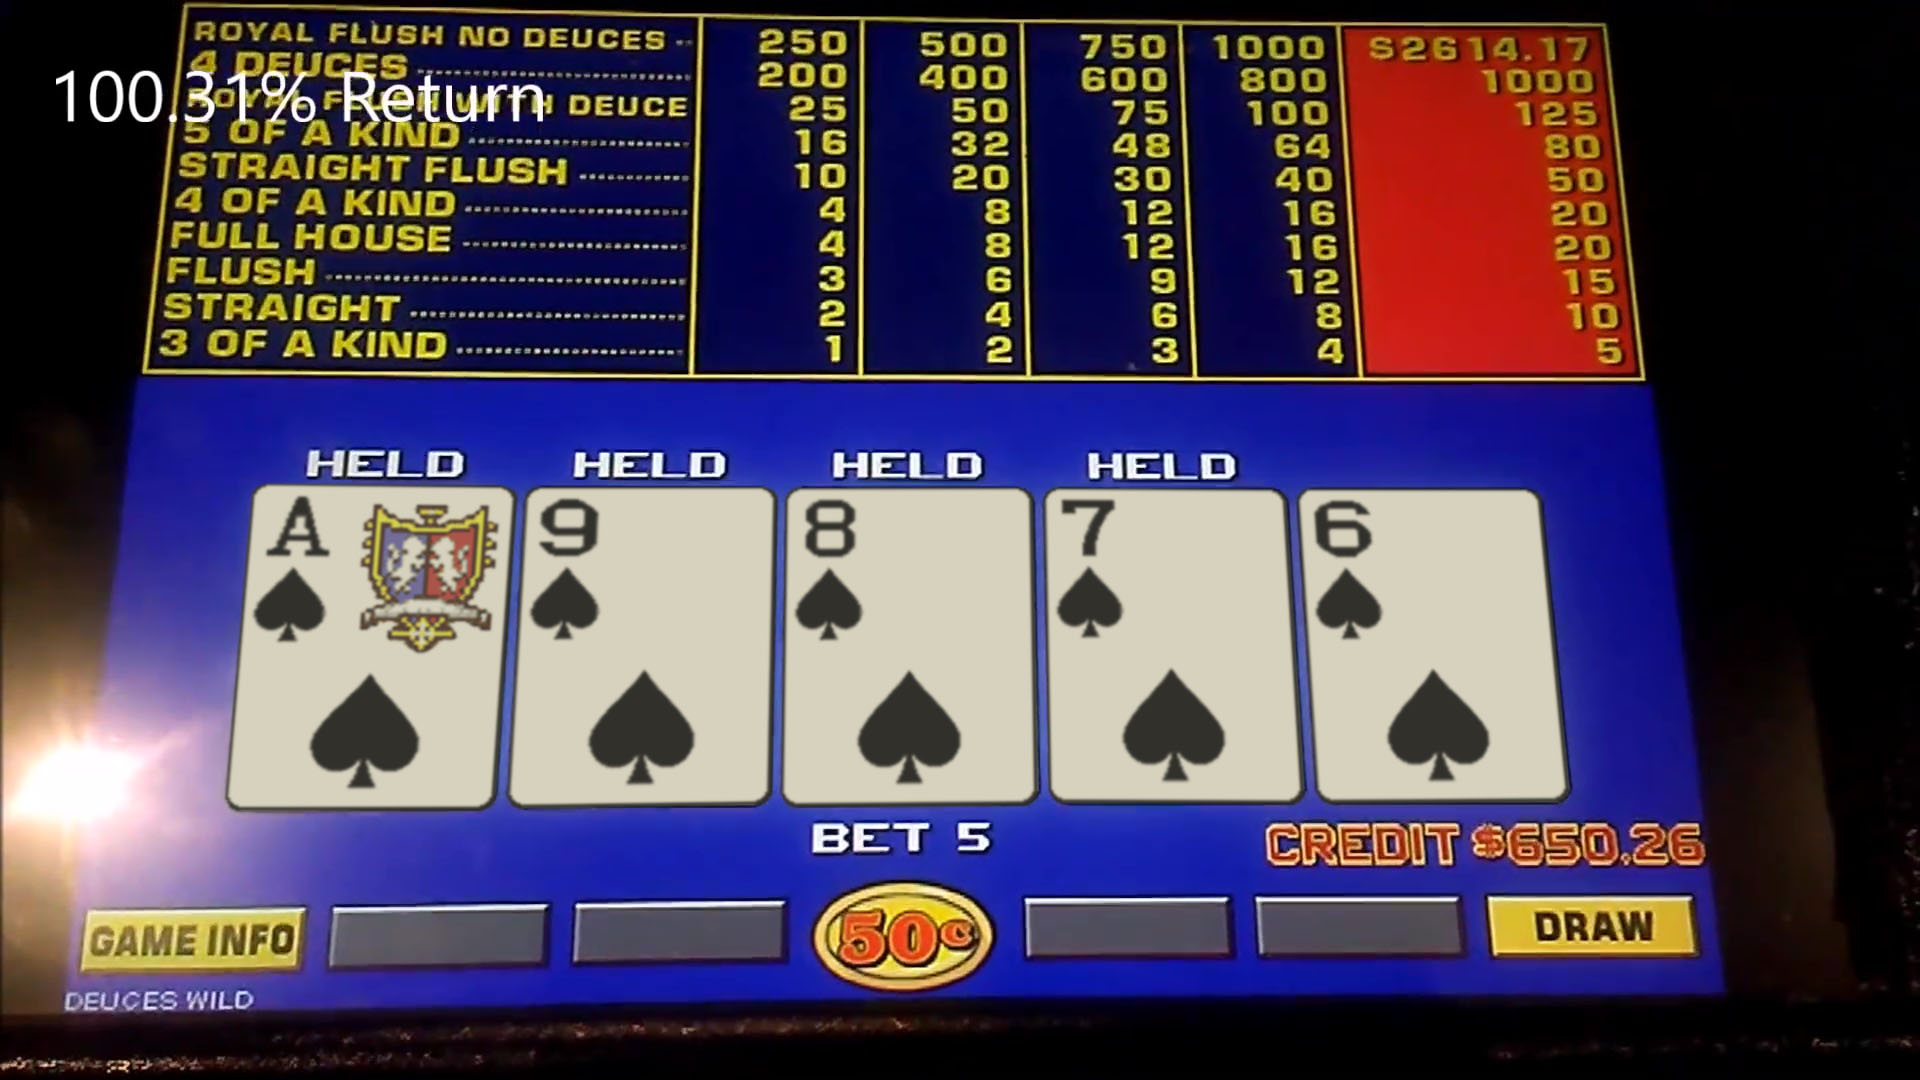 ROYAL FLUSH NO DEUCES 250 500 750 1000 $2614.17
4 DEUCES 200 400 600 800 1000
100.31% Return
ROYAL FLUSH WITH DEUCE 25 50 75 100 125
5 OF A KIND 16 32 48 64 80
STRAIGHT FLUSH 10 20 30 40 50
4 OF A KIND 4 8 12 16 20
FULL HOUSE 4 8 12 16 20
FLUSH 3 6 9 12 15
STRAIGHT 2 4 6 8 10
3 OF A KIND 1 2 3 4 5
HELD HELD HELD HELD
A 9 8 7 6
BET 5 CREDIT $650.26
GAME INFO 50¢ DRAW
DEUCES WILD